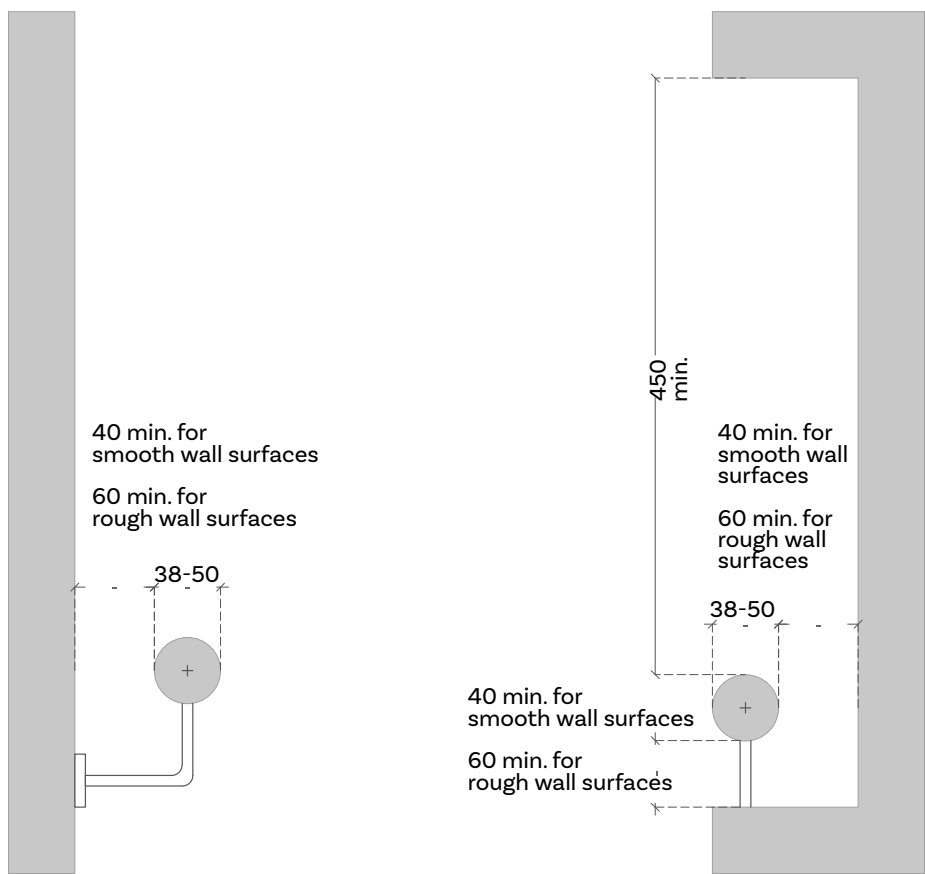 40 min. for
smooth wall surfaces
60 min. for
rough wall surfaces
38-50
450
min.
40 min. for
smooth wall
surfaces
60 min. for
rough wall
surfaces
38-50
40 min. for
smooth wall surfaces
60 min. for
rough wall surfaces